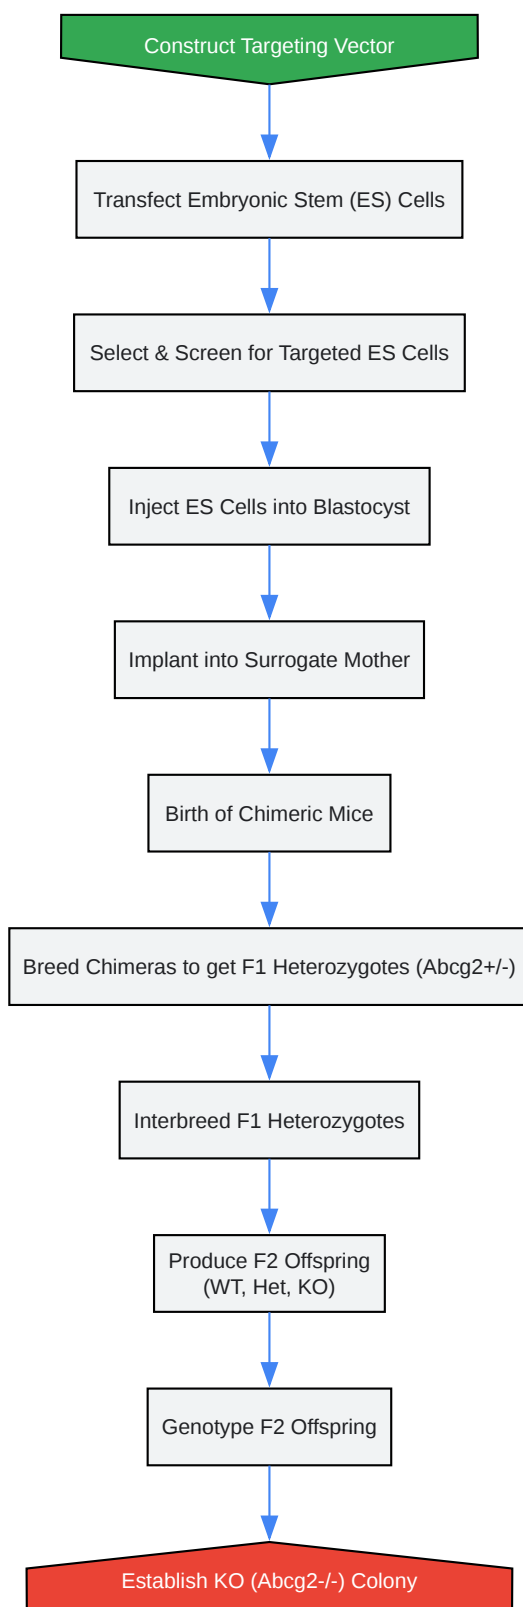 Construct Targeting Vector
Transfect Embryonic Stem (ES) Cells
Select & Screen for Targeted ES Cells
Inject ES Cells into Blastocyst
Implant into Surrogate Mother
Birth of Chimeric Mice
Breed Chimeras to get F1 Heterozygotes (Abcg2+/-)
Interbreed F1 Heterozygotes
Produce F2 Offspring
(WT, Het, KO)
Genotype F2 Offspring
Establish KO (Abcg2-/-) Colony